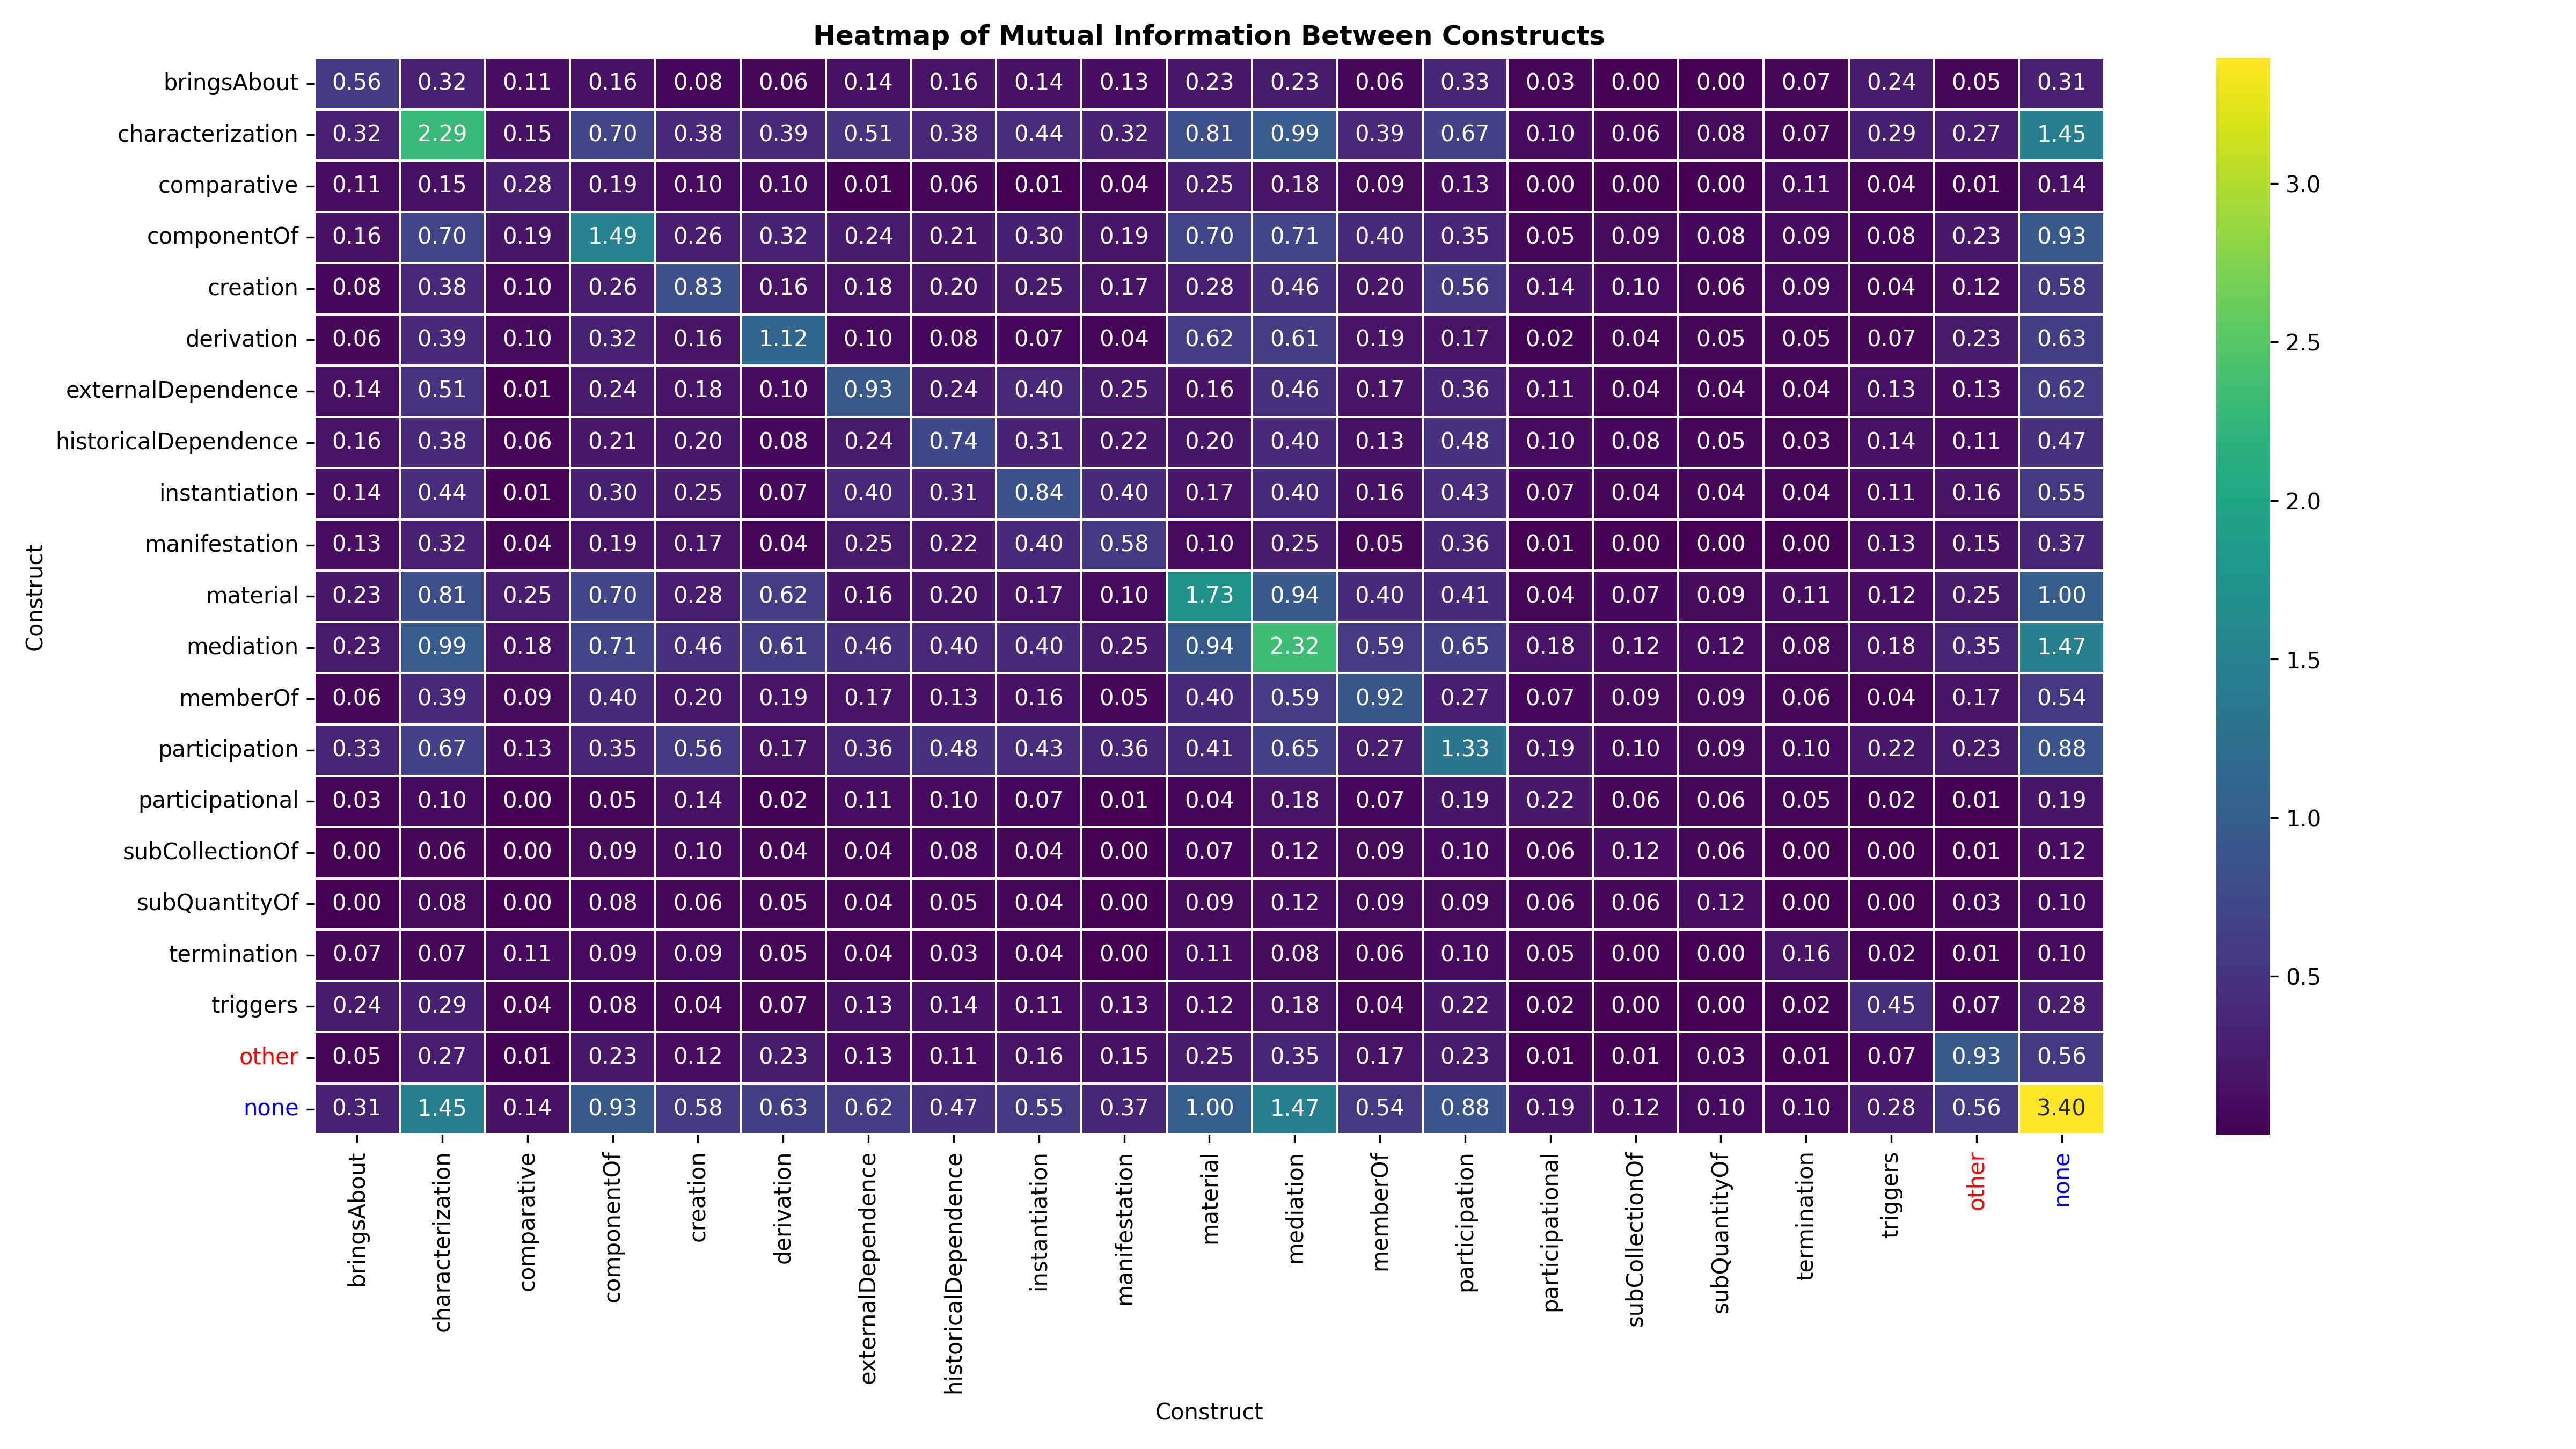 Heatmap of Mutual Information Between Constructs
bringsAbout 0.56 0.32 0.11 0.16 0.08 0.06 0.14 0.16 0.14 0.13 0.23 0.23 0.06 0.33 0.03 0.00 0.00 0.07 0.24 0.05 0.31
characterization 0.32 2.29 0.15 0.70 0.38 0.39 0.51 0.38 0.44 0.32 0.81 0.99 0.39 0.67 0.10 0.06 0.08 0.07 0.29 0.27 1.45
comparative 0.11 0.15 0.28 0.19 0.10 0.10 0.01 0.06 0.01 0.04 0.25 0.18 0.09 0.13 0.00 0.00 0.00 0.11 0.04 0.01 0.14
componentOf 0.16 0.70 0.19 1.49 0.26 0.32 0.24 0.21 0.30 0.19 0.70 0.71 0.40 0.35 0.05 0.09 0.08 0.09 0.08 0.23 0.93
creation 0.08 0.38 0.10 0.26 0.83 0.16 0.18 0.20 0.25 0.17 0.28 0.46 0.20 0.56 0.14 0.10 0.06 0.09 0.04 0.12 0.58
derivation 0.06 0.39 0.10 0.32 0.16 1.12 0.10 0.08 0.07 0.04 0.62 0.61 0.19 0.17 0.02 0.04 0.05 0.05 0.07 0.23 0.63
externalDependence 0.14 0.51 0.01 0.24 0.18 0.10 0.93 0.24 0.40 0.25 0.16 0.46 0.17 0.36 0.11 0.04 0.04 0.04 0.13 0.13 0.62
historicalDependence 0.16 0.38 0.06 0.21 0.20 0.08 0.24 0.74 0.31 0.22 0.20 0.40 0.13 0.48 0.10 0.08 0.05 0.03 0.14 0.11 0.47
instantiation 0.14 0.44 0.01 0.30 0.25 0.07 0.40 0.31 0.84 0.40 0.17 0.40 0.16 0.43 0.07 0.04 0.04 0.04 0.11 0.16 0.55
manifestation 0.13 0.32 0.04 0.19 0.17 0.04 0.25 0.22 0.40 0.58 0.10 0.25 0.05 0.36 0.01 0.00 0.00 0.00 0.13 0.15 0.37
material 0.23 0.81 0.25 0.70 0.28 0.62 0.16 0.20 0.17 0.10 1.73 0.94 0.40 0.41 0.04 0.07 0.09 0.11 0.12 0.25 1.00
mediation 0.23 0.99 0.18 0.71 0.46 0.61 0.46 0.40 0.40 0.25 0.94 2.32 0.59 0.65 0.18 0.12 0.12 0.08 0.18 0.35 1.47
memberOf 0.06 0.39 0.09 0.40 0.20 0.19 0.17 0.13 0.16 0.05 0.40 0.59 0.92 0.27 0.07 0.09 0.09 0.06 0.04 0.17 0.54
participation 0.33 0.67 0.13 0.35 0.56 0.17 0.36 0.48 0.43 0.36 0.41 0.65 0.27 1.33 0.19 0.10 0.09 0.10 0.22 0.23 0.88
participational 0.03 0.10 0.00 0.05 0.14 0.02 0.11 0.10 0.07 0.01 0.04 0.18 0.07 0.19 0.22 0.06 0.06 0.05 0.02 0.01 0.19
subCollectionOf 0.00 0.06 0.00 0.09 0.10 0.04 0.04 0.08 0.04 0.00 0.07 0.12 0.09 0.10 0.06 0.12 0.06 0.00 0.00 0.01 0.12
subQuantityOf 0.00 0.08 0.00 0.08 0.06 0.05 0.04 0.05 0.04 0.00 0.09 0.12 0.09 0.09 0.06 0.06 0.12 0.00 0.00 0.03 0.10
termination 0.07 0.07 0.11 0.09 0.09 0.05 0.04 0.03 0.04 0.00 0.11 0.08 0.06 0.10 0.05 0.00 0.00 0.16 0.02 0.01 0.10
triggers 0.24 0.29 0.04 0.08 0.04 0.07 0.13 0.14 0.11 0.13 0.12 0.18 0.04 0.22 0.02 0.00 0.00 0.02 0.45 0.07 0.28
other 0.05 0.27 0.01 0.23 0.12 0.23 0.13 0.11 0.16 0.15 0.25 0.35 0.17 0.23 0.01 0.01 0.03 0.01 0.07 0.93 0.56
none 0.31 1.45 0.14 0.93 0.58 0.63 0.62 0.47 0.55 0.37 1.00 1.47 0.54 0.88 0.19 0.12 0.10 0.10 0.28 0.56 3.40
Construct
bringsAbout
characterization
comparative
componentOf
creation
derivation
externalDependence
historicalDependence
instantiation
manifestation
material
mediation
memberOf
participation
participational
subCollectionOf
subQuantityOf
termination
triggers
other
none
Construct
3.0
2.5
2.0
1.5
1.0
0.5